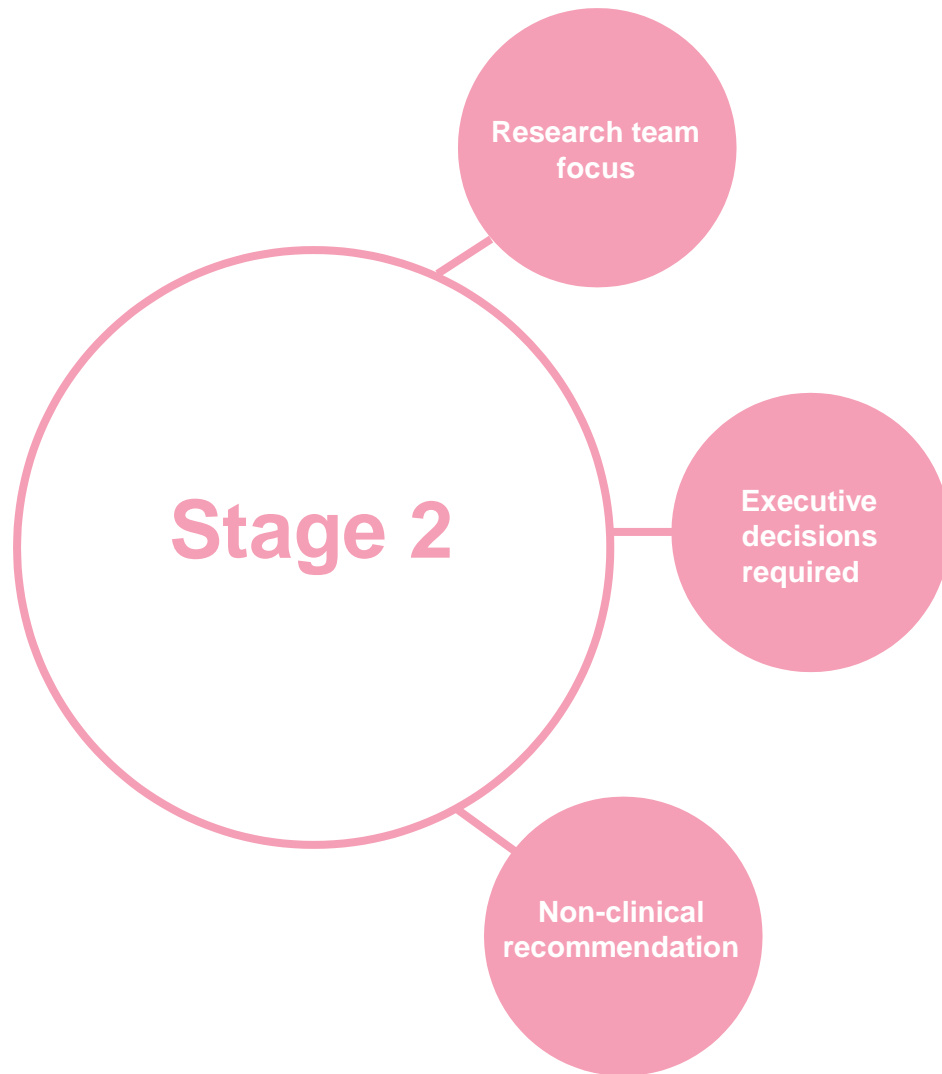 Research team
focus
Stage 2
Executive
decisions
required
Non-clinical
recommendation